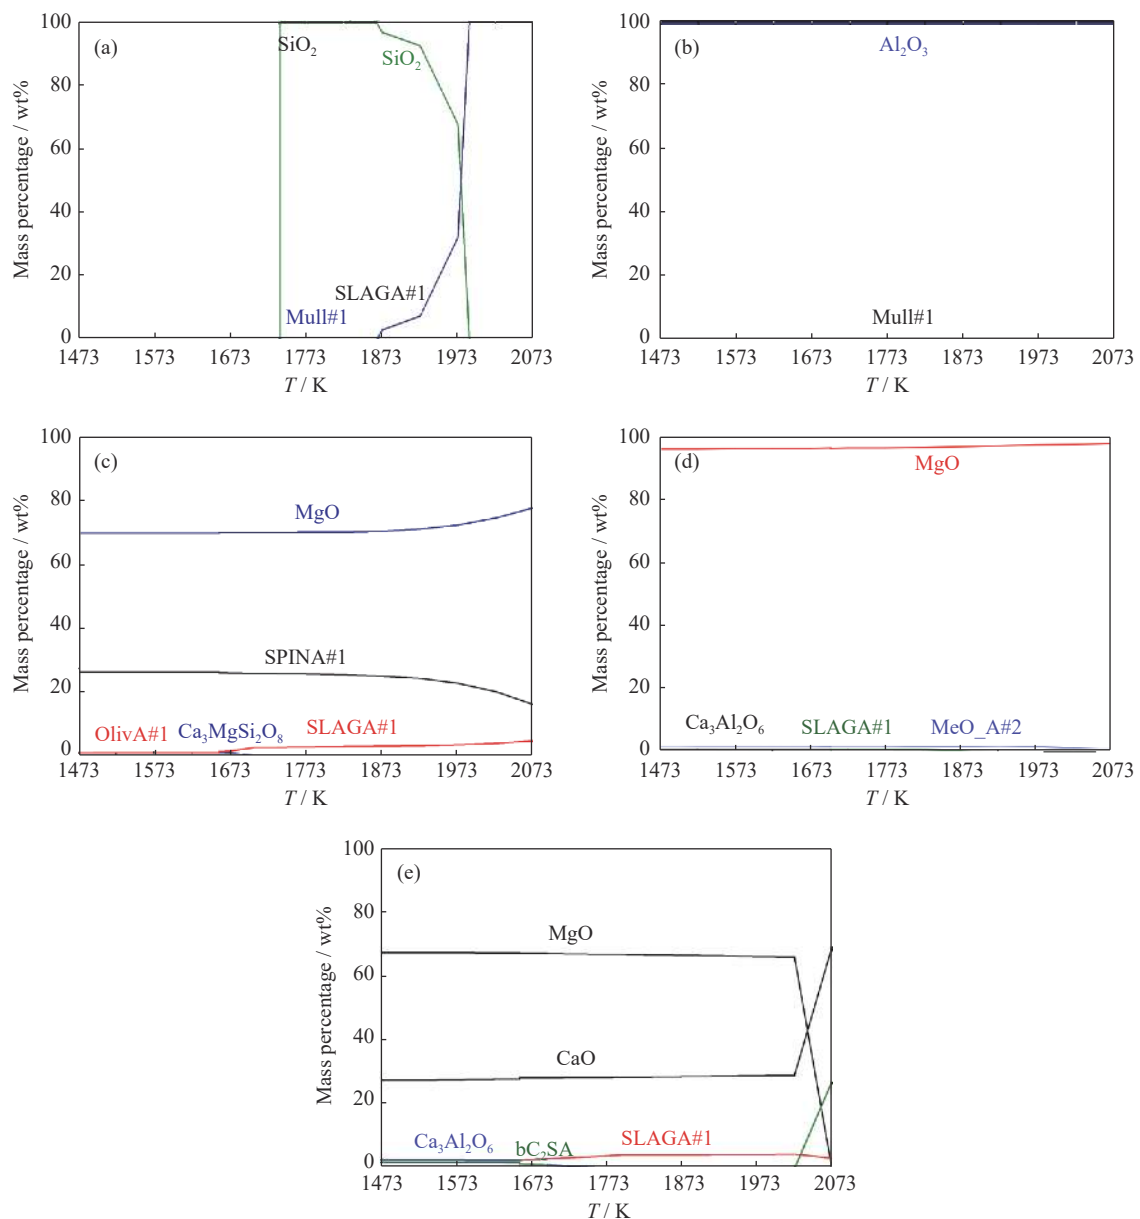 (a)
SiO₂
SiO₂
SLAGA#1
Mull#1
100
80
60
40
20
0
Mass percentage / wt%
1473 1573 1673 1773 1873 1973 2073
T / K
(b)
Al₂O₃
Mull#1
100
80
60
40
20
0
Mass percentage / wt%
1473 1573 1673 1773 1873 1973 2073
T / K
(c)
MgO
SPINA#1
OlivA#1 Ca₃MgSi₂O₈ SLAGA#1
100
80
60
40
20
0
Mass percentage / wt%
1473 1573 1673 1773 1873 1973 2073
T / K
(d)
MgO
Ca₃Al₂O₆ SLAGA#1 MeO_A#2
100
80
60
40
20
0
Mass percentage / wt%
1473 1573 1673 1773 1873 1973 2073
T / K
(e)
MgO
CaO
Ca₃Al₂O₆ bC₂SA SLAGA#1
100
80
60
40
20
0
Mass percentage / wt%
1473 1573 1673 1773 1873 1973 2073
T / K